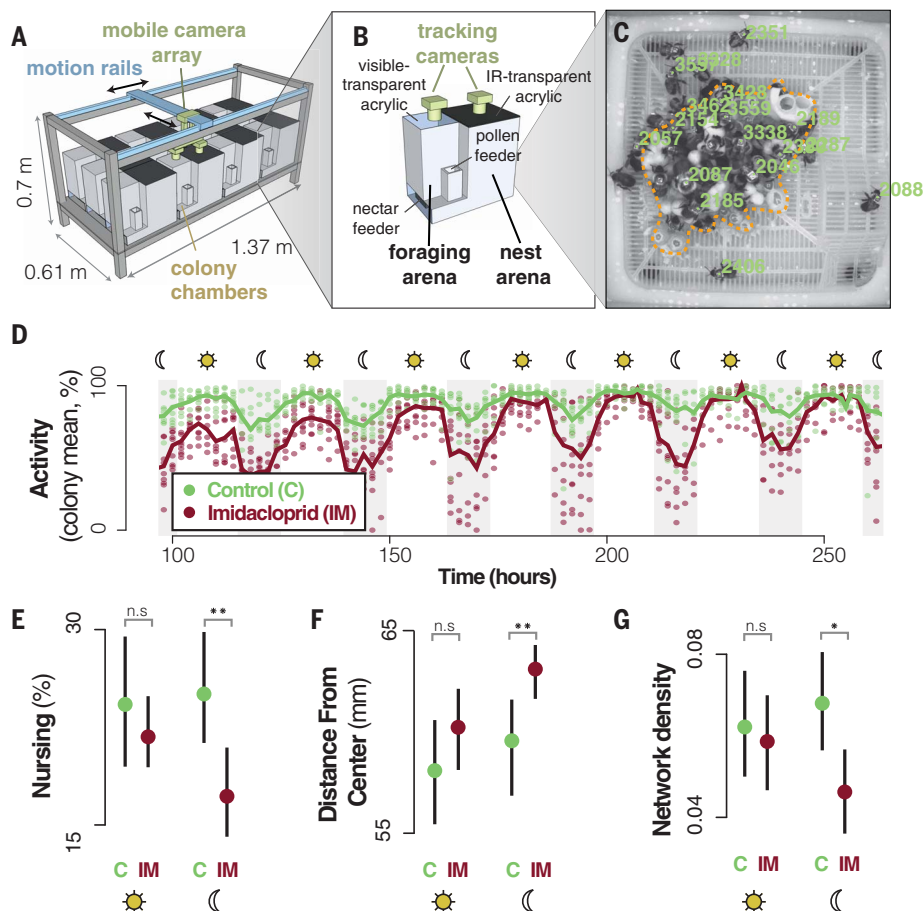 A
mobile camera
array
motion rails
0.7 m
0.61 m
1.37 m
colony
chambers
B
tracking
cameras
visible-
transparent
acrylic
IR-transparent
acrylic
pollen
feeder
nectar
feeder
foraging
arena
nest
arena
C
2351
3428
3462
3539
2154
3338
2087
2185
2088
D
Activity
(colony mean, %)
100
0
Control (C)
Imidacloprid (IM)
100
150
200
250
Time (hours)
E
Nursing (%)
30
15
n.s
**
C IM
C IM
F
Distance From
Center (mm)
65
55
n.s
**
C IM
C IM
G
Network density
0.08
0.04
n.s
*
C IM
C IM